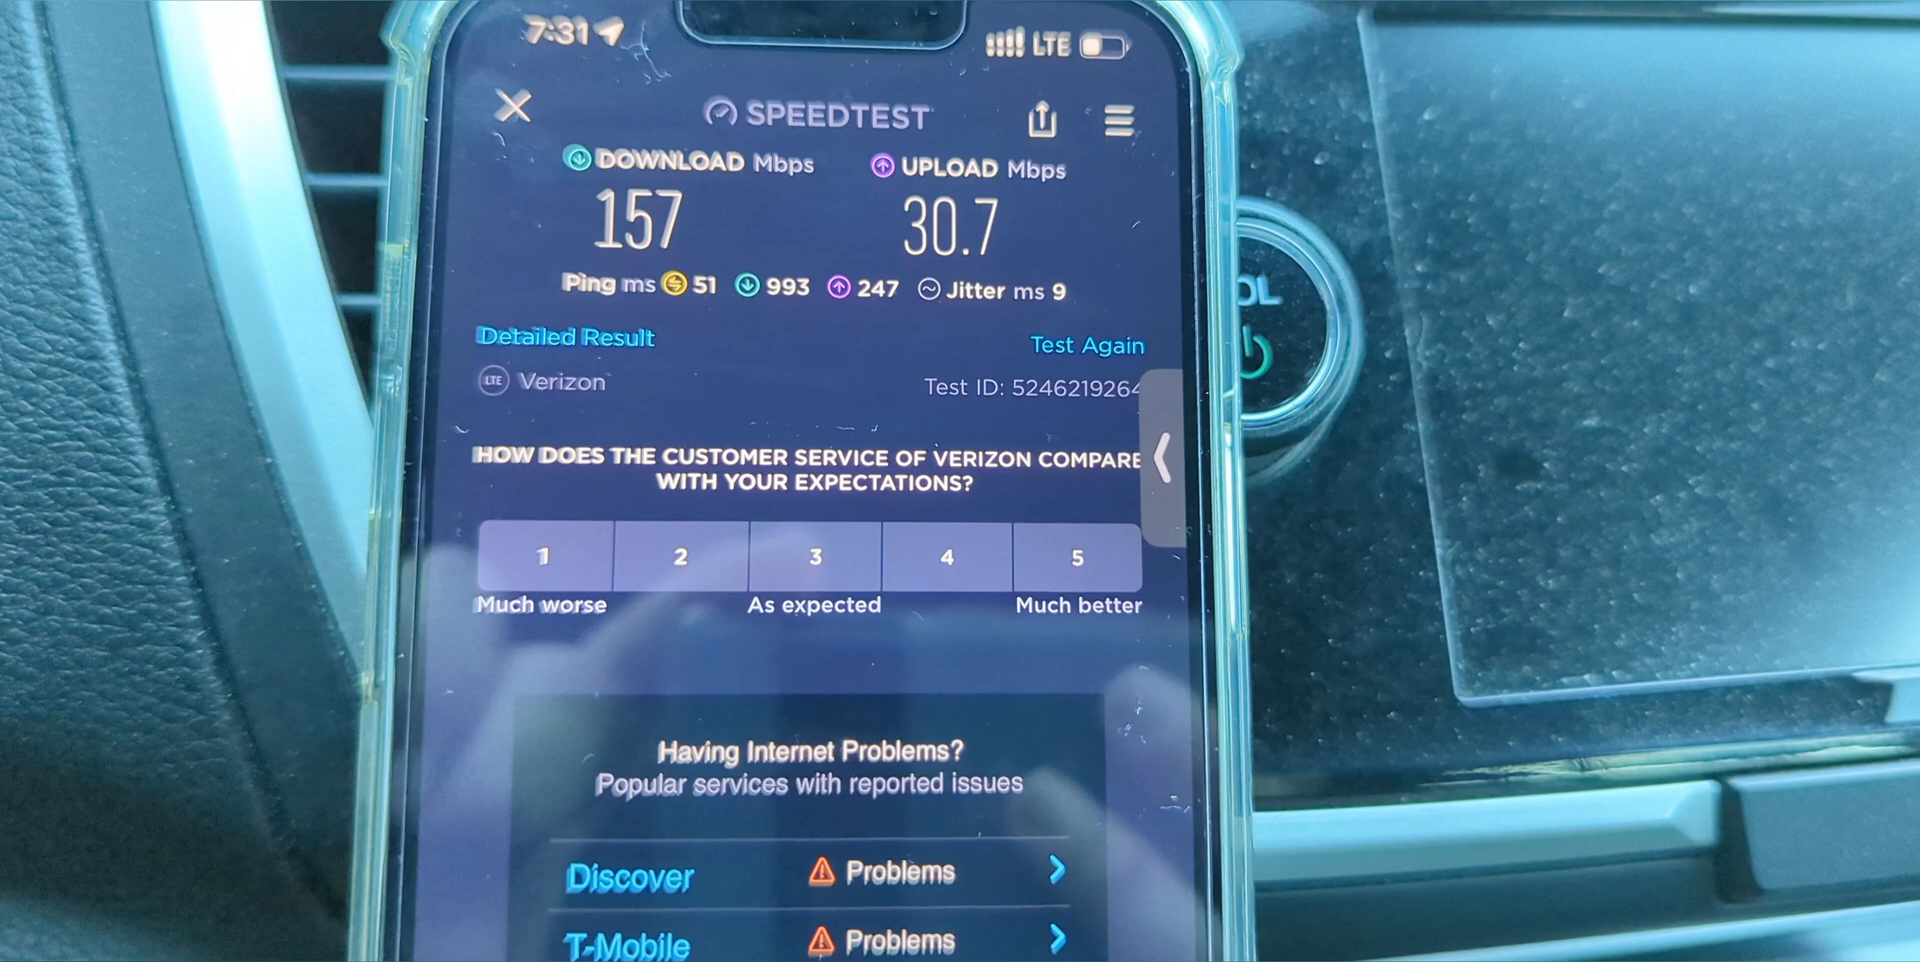 7:31 LTE
SPEEDTEST
DOWNLOAD Mbps UPLOAD Mbps
157 30.7
Ping ms 51 993 247 Jitter ms 9
Detailed Result Test Again
LTE Verizon Test ID: 5246219264
HOW DOES THE CUSTOMER SERVICE OF VERIZON COMPARE
WITH YOUR EXPECTATIONS?
1 2 3 4 5
Much worse As expected Much better
Having Internet Problems?
Popular services with reported issues
Discover Problems
T-Mobile Problems
OL